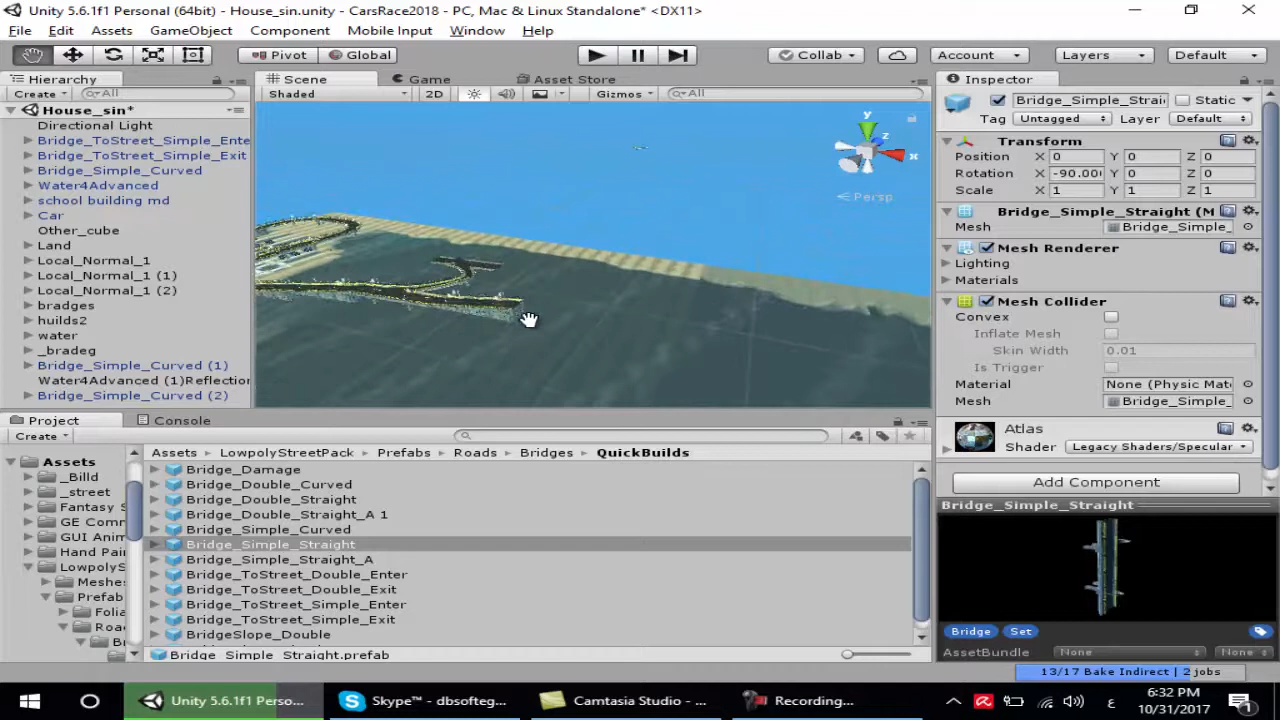 Unity 5.6.1f1 Personal (64bit) - House_sin.unity - CarsRace2018 - PC, Mac & Linux Standalone* <DX11>
File Edit Assets GameObject Component Mobile Input Window Help
Pivot Global Collab Account Layers Default
Hierarchy
Create All
House_sin*
Directional Light
Bridge_ToStreet_Simple_Ente
Bridge_ToStreet_Simple_Exit
Bridge_Simple_Curved
Water4Advanced
school building md
Car
Other_cube
Land
Local_Normal_1
Local_Normal_1 (1)
Local_Normal_1 (2)
bradges
huilds2
water
_bradeg
Bridge_Simple_Curved (1)
Water4Advanced (1)Reflection
Bridge_Simple_Curved (2)
Scene Game Asset Store
Shaded 2D Gizmos All
y
z
x
Persp
Inspector
Bridge_Simple_Strai Static
Tag Untagged Layer Default
Transform
Position X 0 Y 0 Z 0
Rotation X -90.00 Y 0 Z 0
Scale X 1 Y 1 Z 1
Bridge_Simple_Straight (M
Mesh Bridge_Simple_
Mesh Renderer
Lighting
Materials
Mesh Collider
Convex
Inflate Mesh
Skin Width 0.01
Is Trigger
Material None (Physic Mate
Mesh Bridge_Simple_
Atlas
Shader Legacy Shaders/Specular
Add Component
Bridge_Simple_Straight
Bridge Set
AssetBundle None None
Project Console
Create
Assets
_Billd
_street
Fantasy S
GE Comm
GUI Anim
Hand Pain
LowpolyS
Meshes
Prefab
Folia
Roa
Br
Assets LowpolyStreetPack Prefabs Roads Bridges QuickBuilds
Bridge_Damage
Bridge_Double_Curved
Bridge_Double_Straight
Bridge_Double_Straight_A 1
Bridge_Simple_Curved
Bridge_Simple_Straight
Bridge_Simple_Straight_A
Bridge_ToStreet_Double_Enter
Bridge_ToStreet_Double_Exit
Bridge_ToStreet_Simple_Enter
Bridge_ToStreet_Simple_Exit
BridgeSlope_Double
Bridge_Simple_Straight.prefab
13/17 Bake Indirect | 2 jobs
Unity 5.6.1f1 Perso... Skype™ - dbsofteg... Camtasia Studio - ... Recording...
6:32 PM
10/31/2017
1